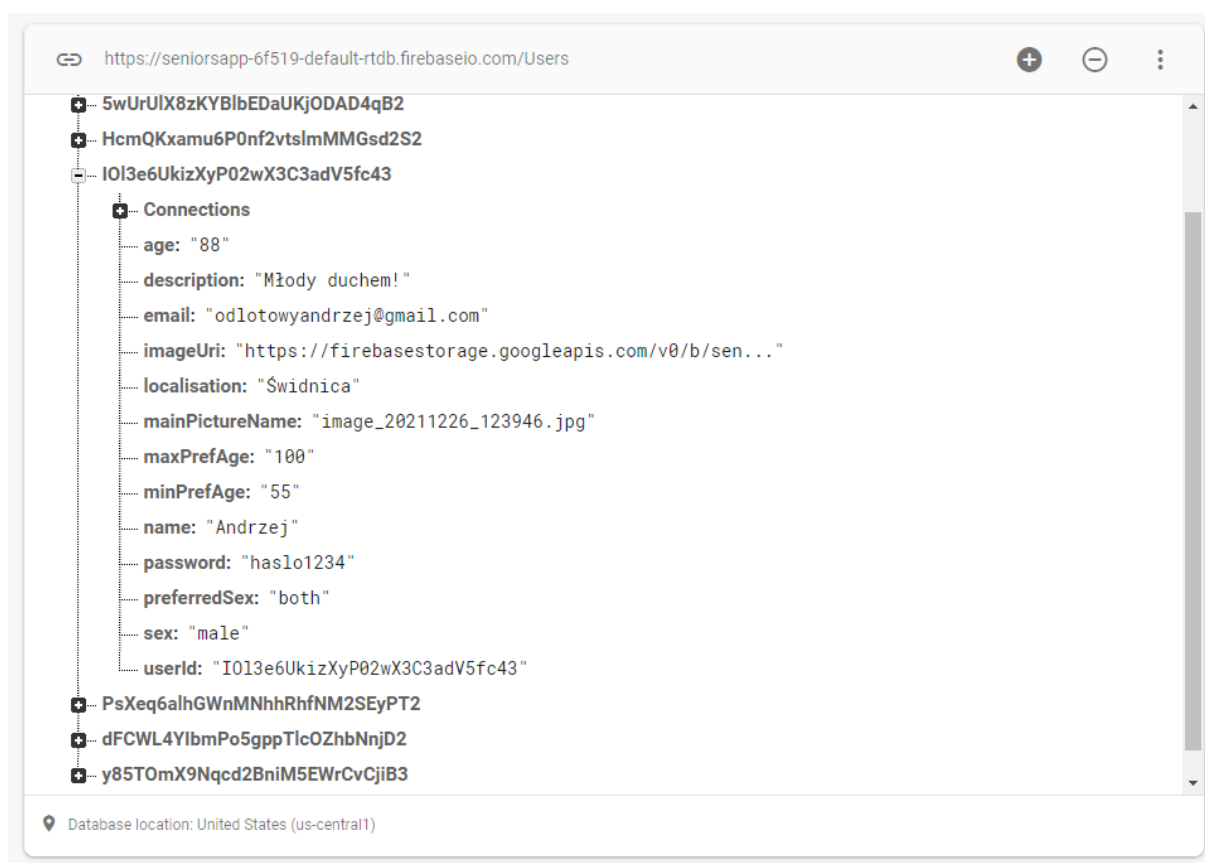 https://seniorsapp-6f519-default-rtdb.firebaseio.com/Users
5wUrUlX8zKYBlbEDaUKjODAD4qB2
HcmQKxamu6P0nf2vtslmMMGsd2S2
IOl3e6UkizXyP02wX3C3adV5fc43
Connections
age: "88"
description: "Młody duchem!"
email: "odlotowyandrzej@gmail.com"
imageUri: "https://firebasestorage.googleapis.com/v0/b/sen..."
localisation: "Świdnica"
mainPictureName: "image_20211226_123946.jpg"
maxPrefAge: "100"
minPrefAge: "55"
name: "Andrzej"
password: "haslo1234"
preferredSex: "both"
sex: "male"
userId: "IOl3e6UkizXyP02wX3C3adV5fc43"
PsXeq6alhGWnMNhhRhfNM2SEyPT2
dFCWL4YIbmPo5gppTlcOZhbNnjD2
y85TOmX9Nqcd2BniM5EWrCvCjiB3
Database location: United States (us-central1)